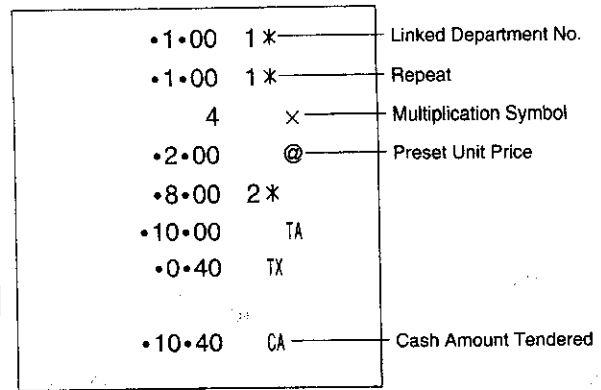 •1•00 1* Linked Department No.
•1•00 1* Repeat
4 × Multiplication Symbol
•2•00 @ Preset Unit Price
•8•00 2*
•10•00 TA
•0•40 TX
•10•40 CA Cash Amount Tendered